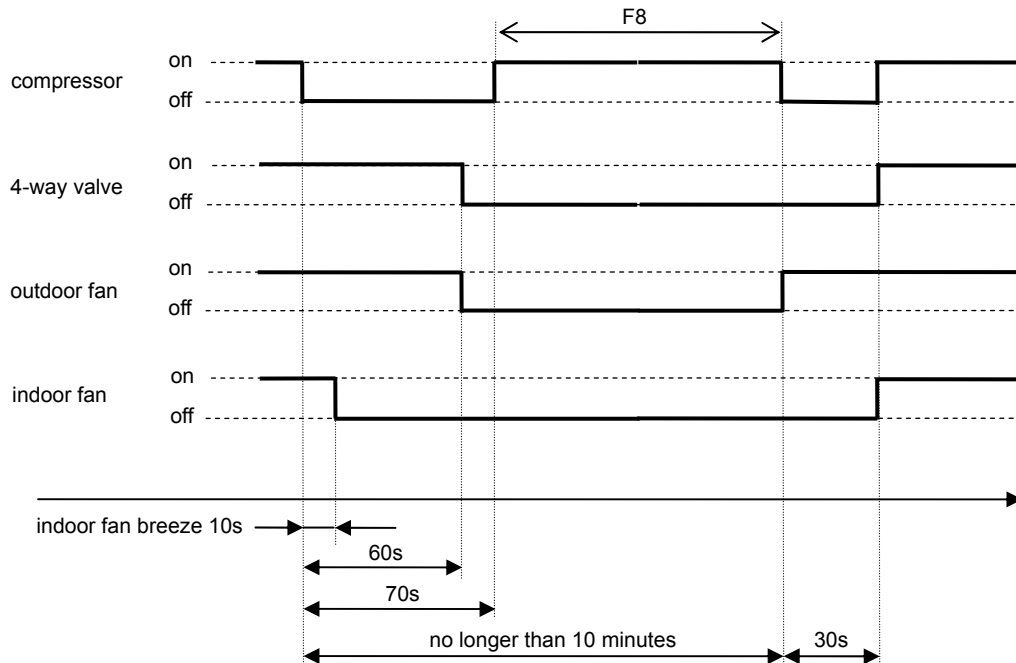 F8
on
compressor
off
on
4-way valve
off
on
outdoor fan
off
on
indoor fan
off
indoor fan breeze 10s
60s
70s
no longer than 10 minutes 30s